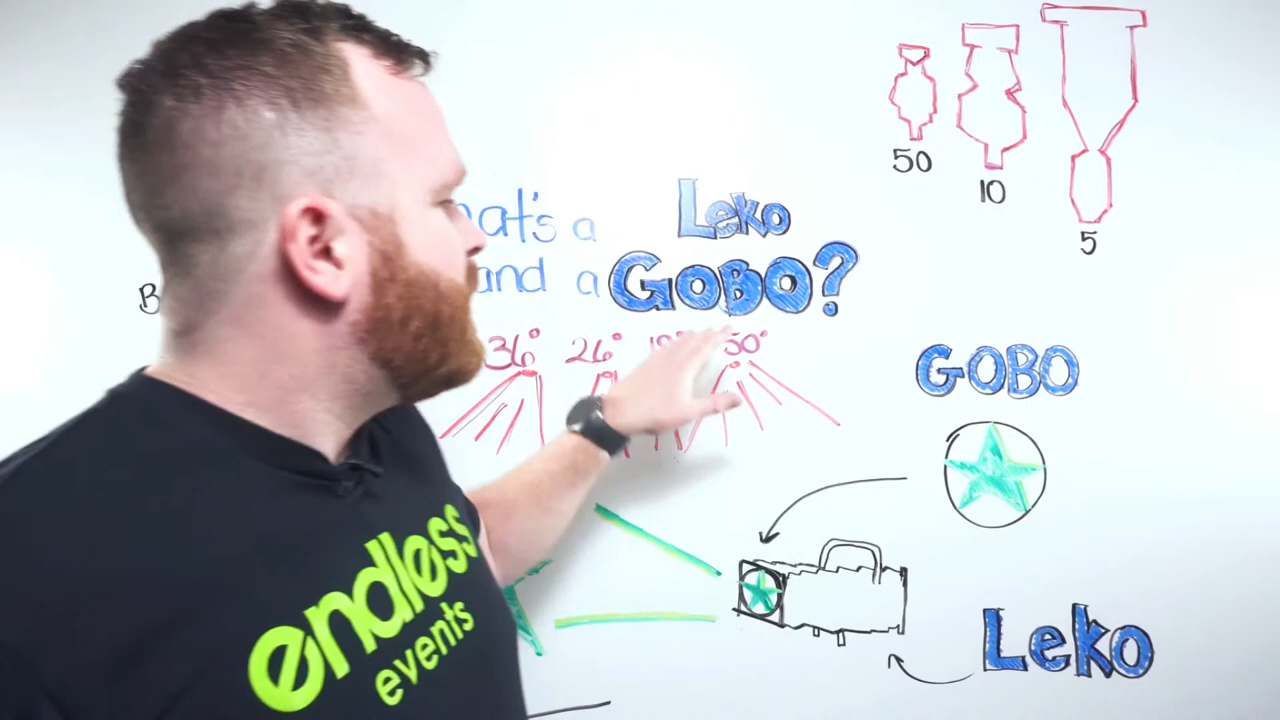 at's a Leko
and a GOBO?
B
36° 26° 50°
50
10
5
GOBO
Leko
endless
events